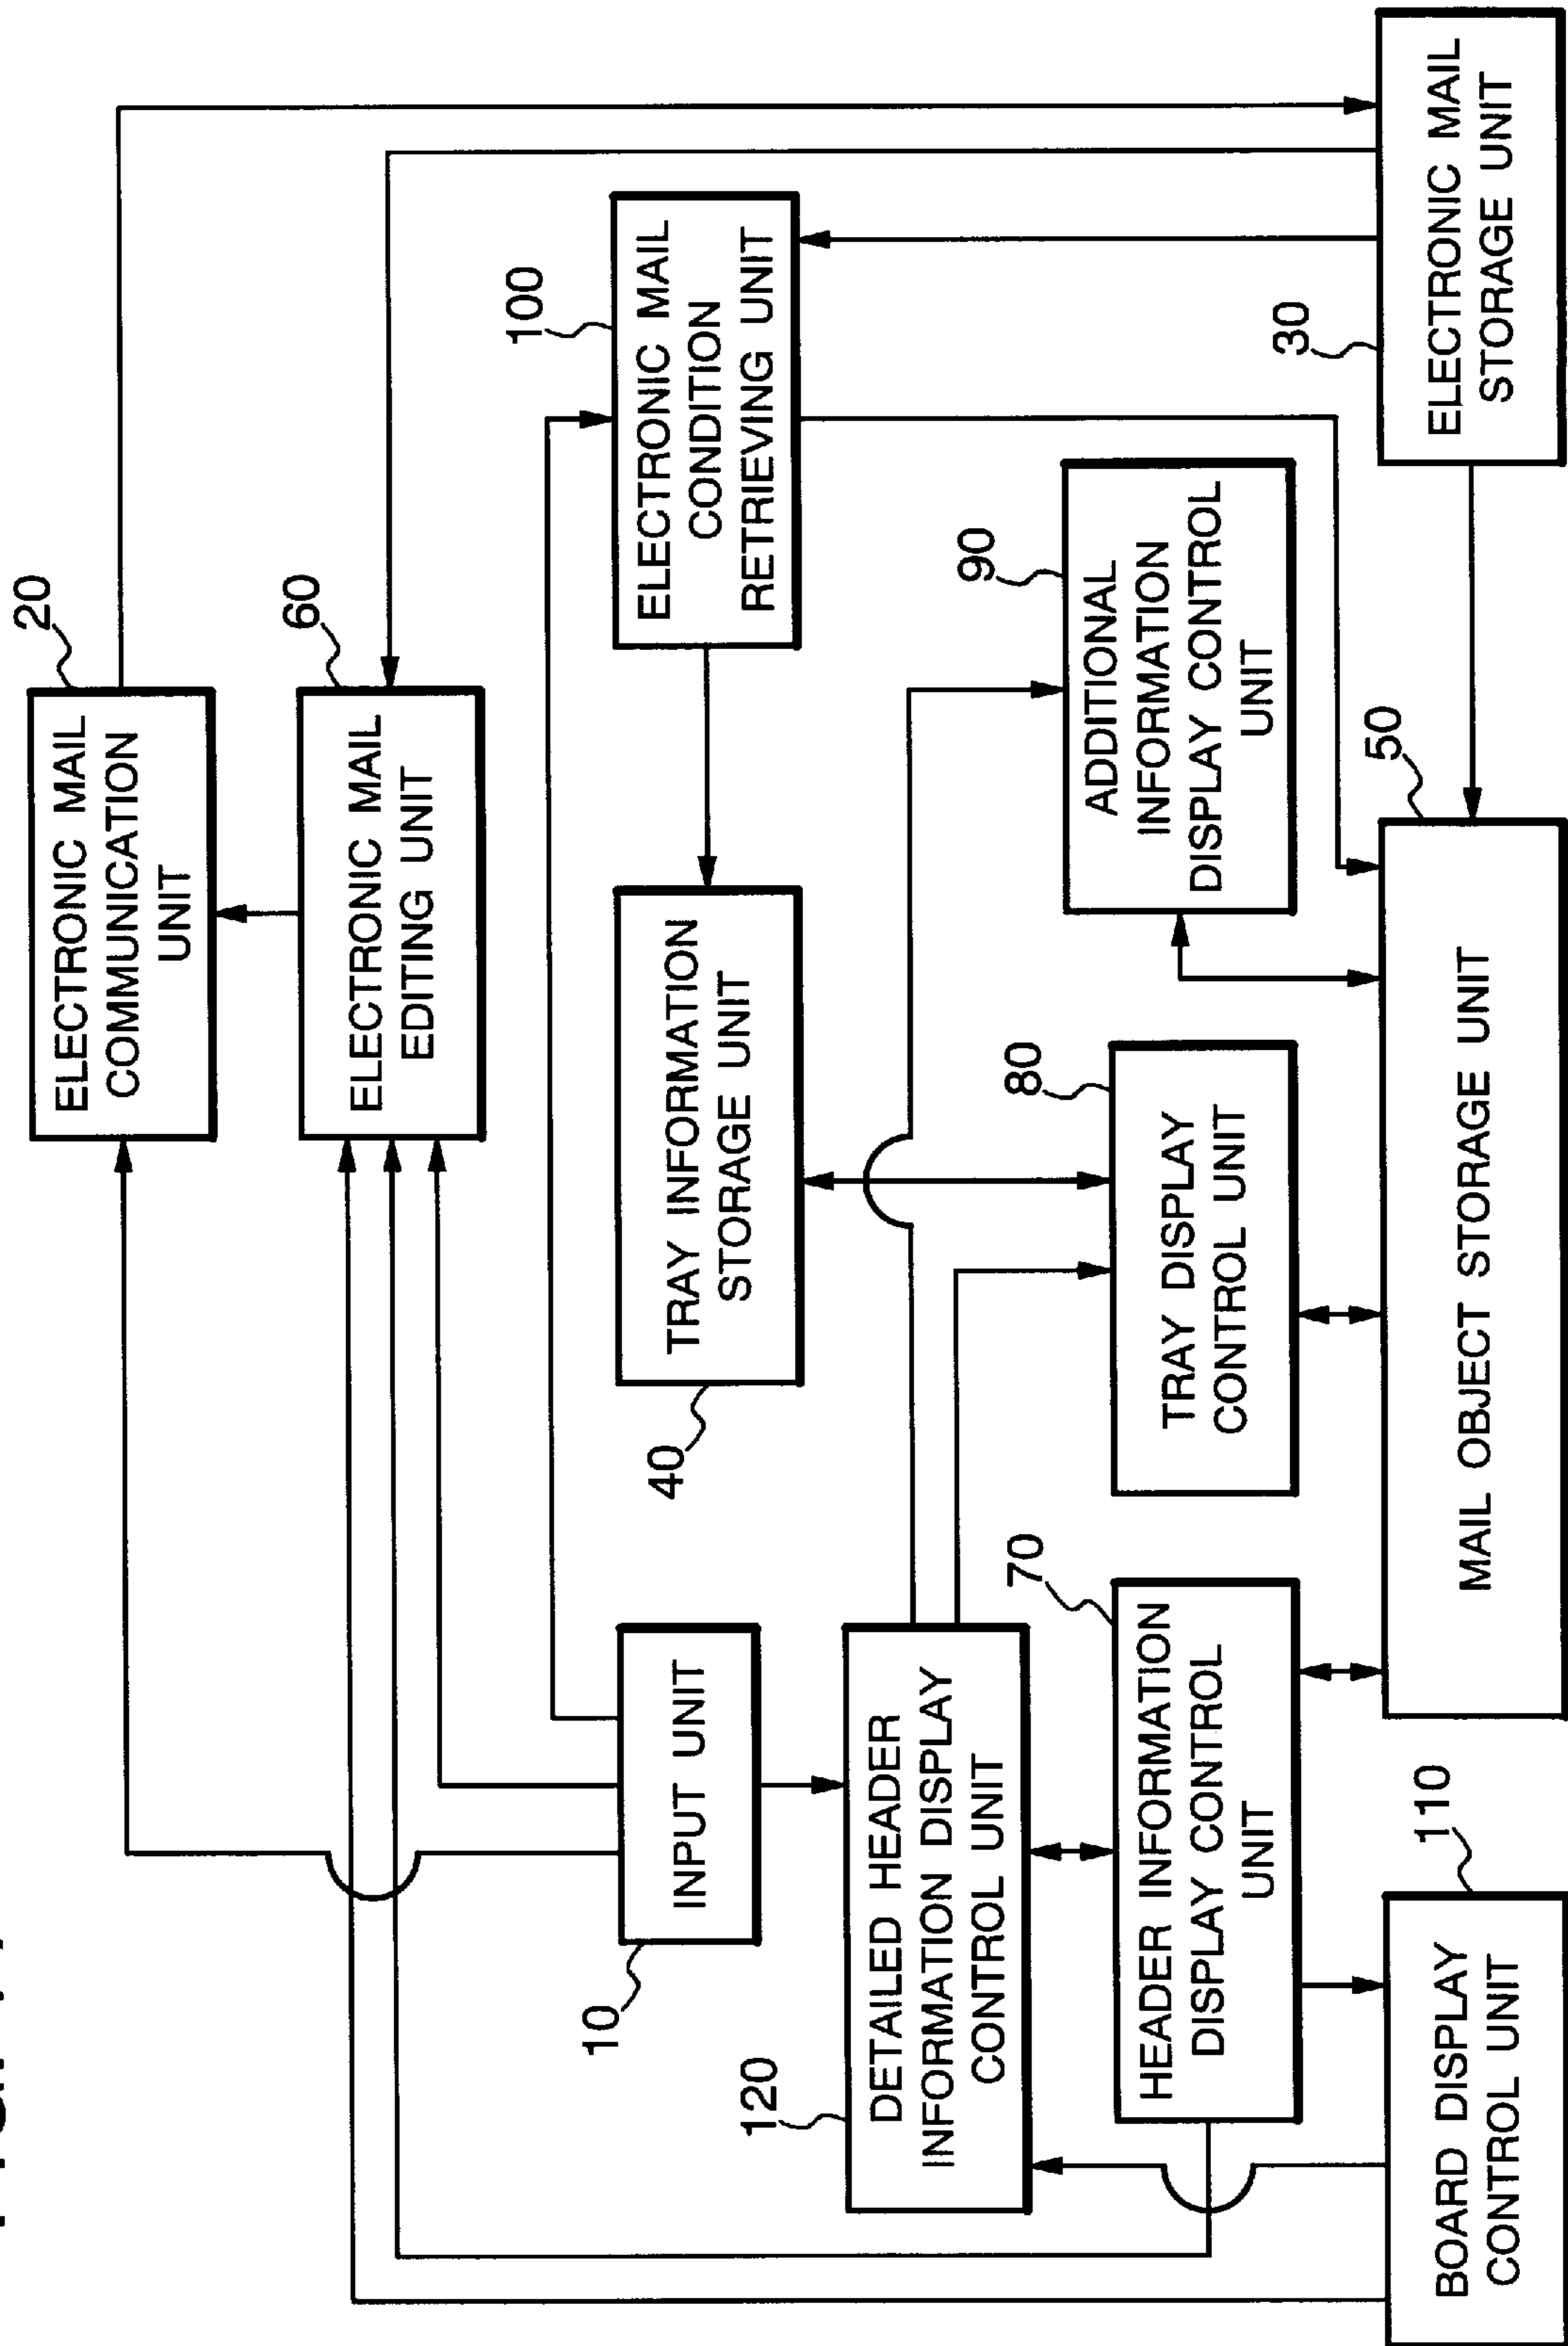 20
ELECTRONIC MAIL
COMMUNICATION
UNIT
60
ELECTRONIC MAIL
EDITING UNIT
100
ELECTRONIC MAIL
CONDITION
RETRIEVING UNIT
TRAY INFORMATION
STORAGE UNIT
40
INPUT UNIT
10
90
ADDITIONAL
INFORMATION
DISPLAY CONTROL
UNIT
80
TRAY DISPLAY
CONTROL UNIT
120
DETAILED HEADER
INFORMATION DISPLAY
CONTROL UNIT
70
HEADER INFORMATION
DISPLAY CONTROL
UNIT
30
ELECTRONIC MAIL
STORAGE UNIT
50
MAIL OBJECT STORAGE UNIT
110
BOARD DISPLAY
CONTROL UNIT